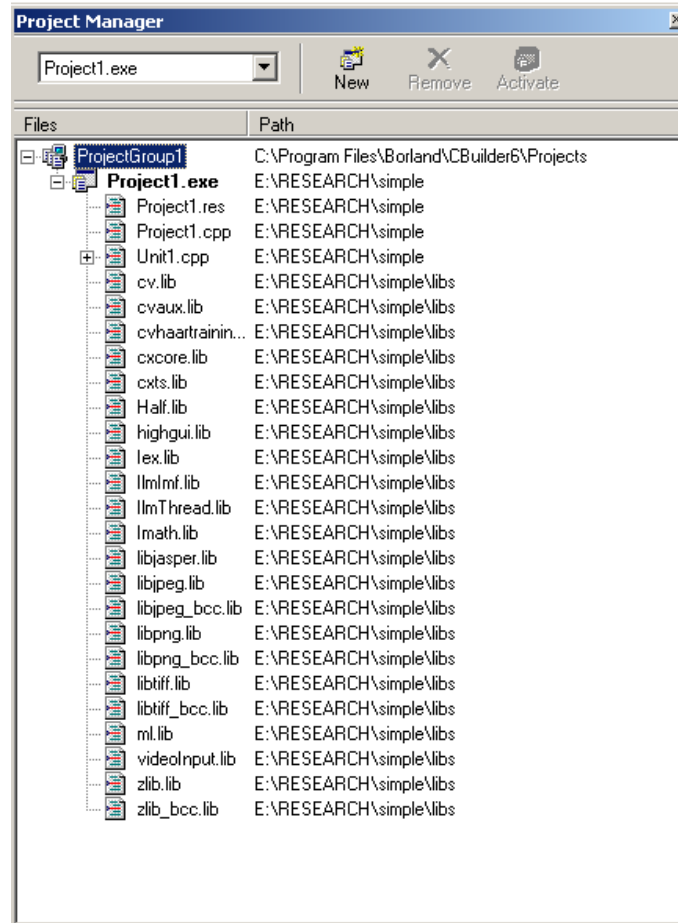 Project Manager
Project1.exe
New Remove Activate
Files Path
ProjectGroup1 C:\Program Files\Borland\CBuilder6\Projects
Project1.exe E:\RESEARCH\simple
Project1.res E:\RESEARCH\simple
Project1.cpp E:\RESEARCH\simple
Unit1.cpp E:\RESEARCH\simple
cv.lib E:\RESEARCH\simple\libs
cvaux.lib E:\RESEARCH\simple\libs
cvhaartrainin... E:\RESEARCH\simple\libs
cxcore.lib E:\RESEARCH\simple\libs
cxts.lib E:\RESEARCH\simple\libs
Half.lib E:\RESEARCH\simple\libs
highgui.lib E:\RESEARCH\simple\libs
Iex.lib E:\RESEARCH\simple\libs
IlmImf.lib E:\RESEARCH\simple\libs
IlmThread.lib E:\RESEARCH\simple\libs
Imath.lib E:\RESEARCH\simple\libs
libjasper.lib E:\RESEARCH\simple\libs
libjpeg.lib E:\RESEARCH\simple\libs
libjpeg_bcc.lib E:\RESEARCH\simple\libs
libpng.lib E:\RESEARCH\simple\libs
libpng_bcc.lib E:\RESEARCH\simple\libs
libtiff.lib E:\RESEARCH\simple\libs
libtiff_bcc.lib E:\RESEARCH\simple\libs
ml.lib E:\RESEARCH\simple\libs
videoInput.lib E:\RESEARCH\simple\libs
zlib.lib E:\RESEARCH\simple\libs
zlib_bcc.lib E:\RESEARCH\simple\libs